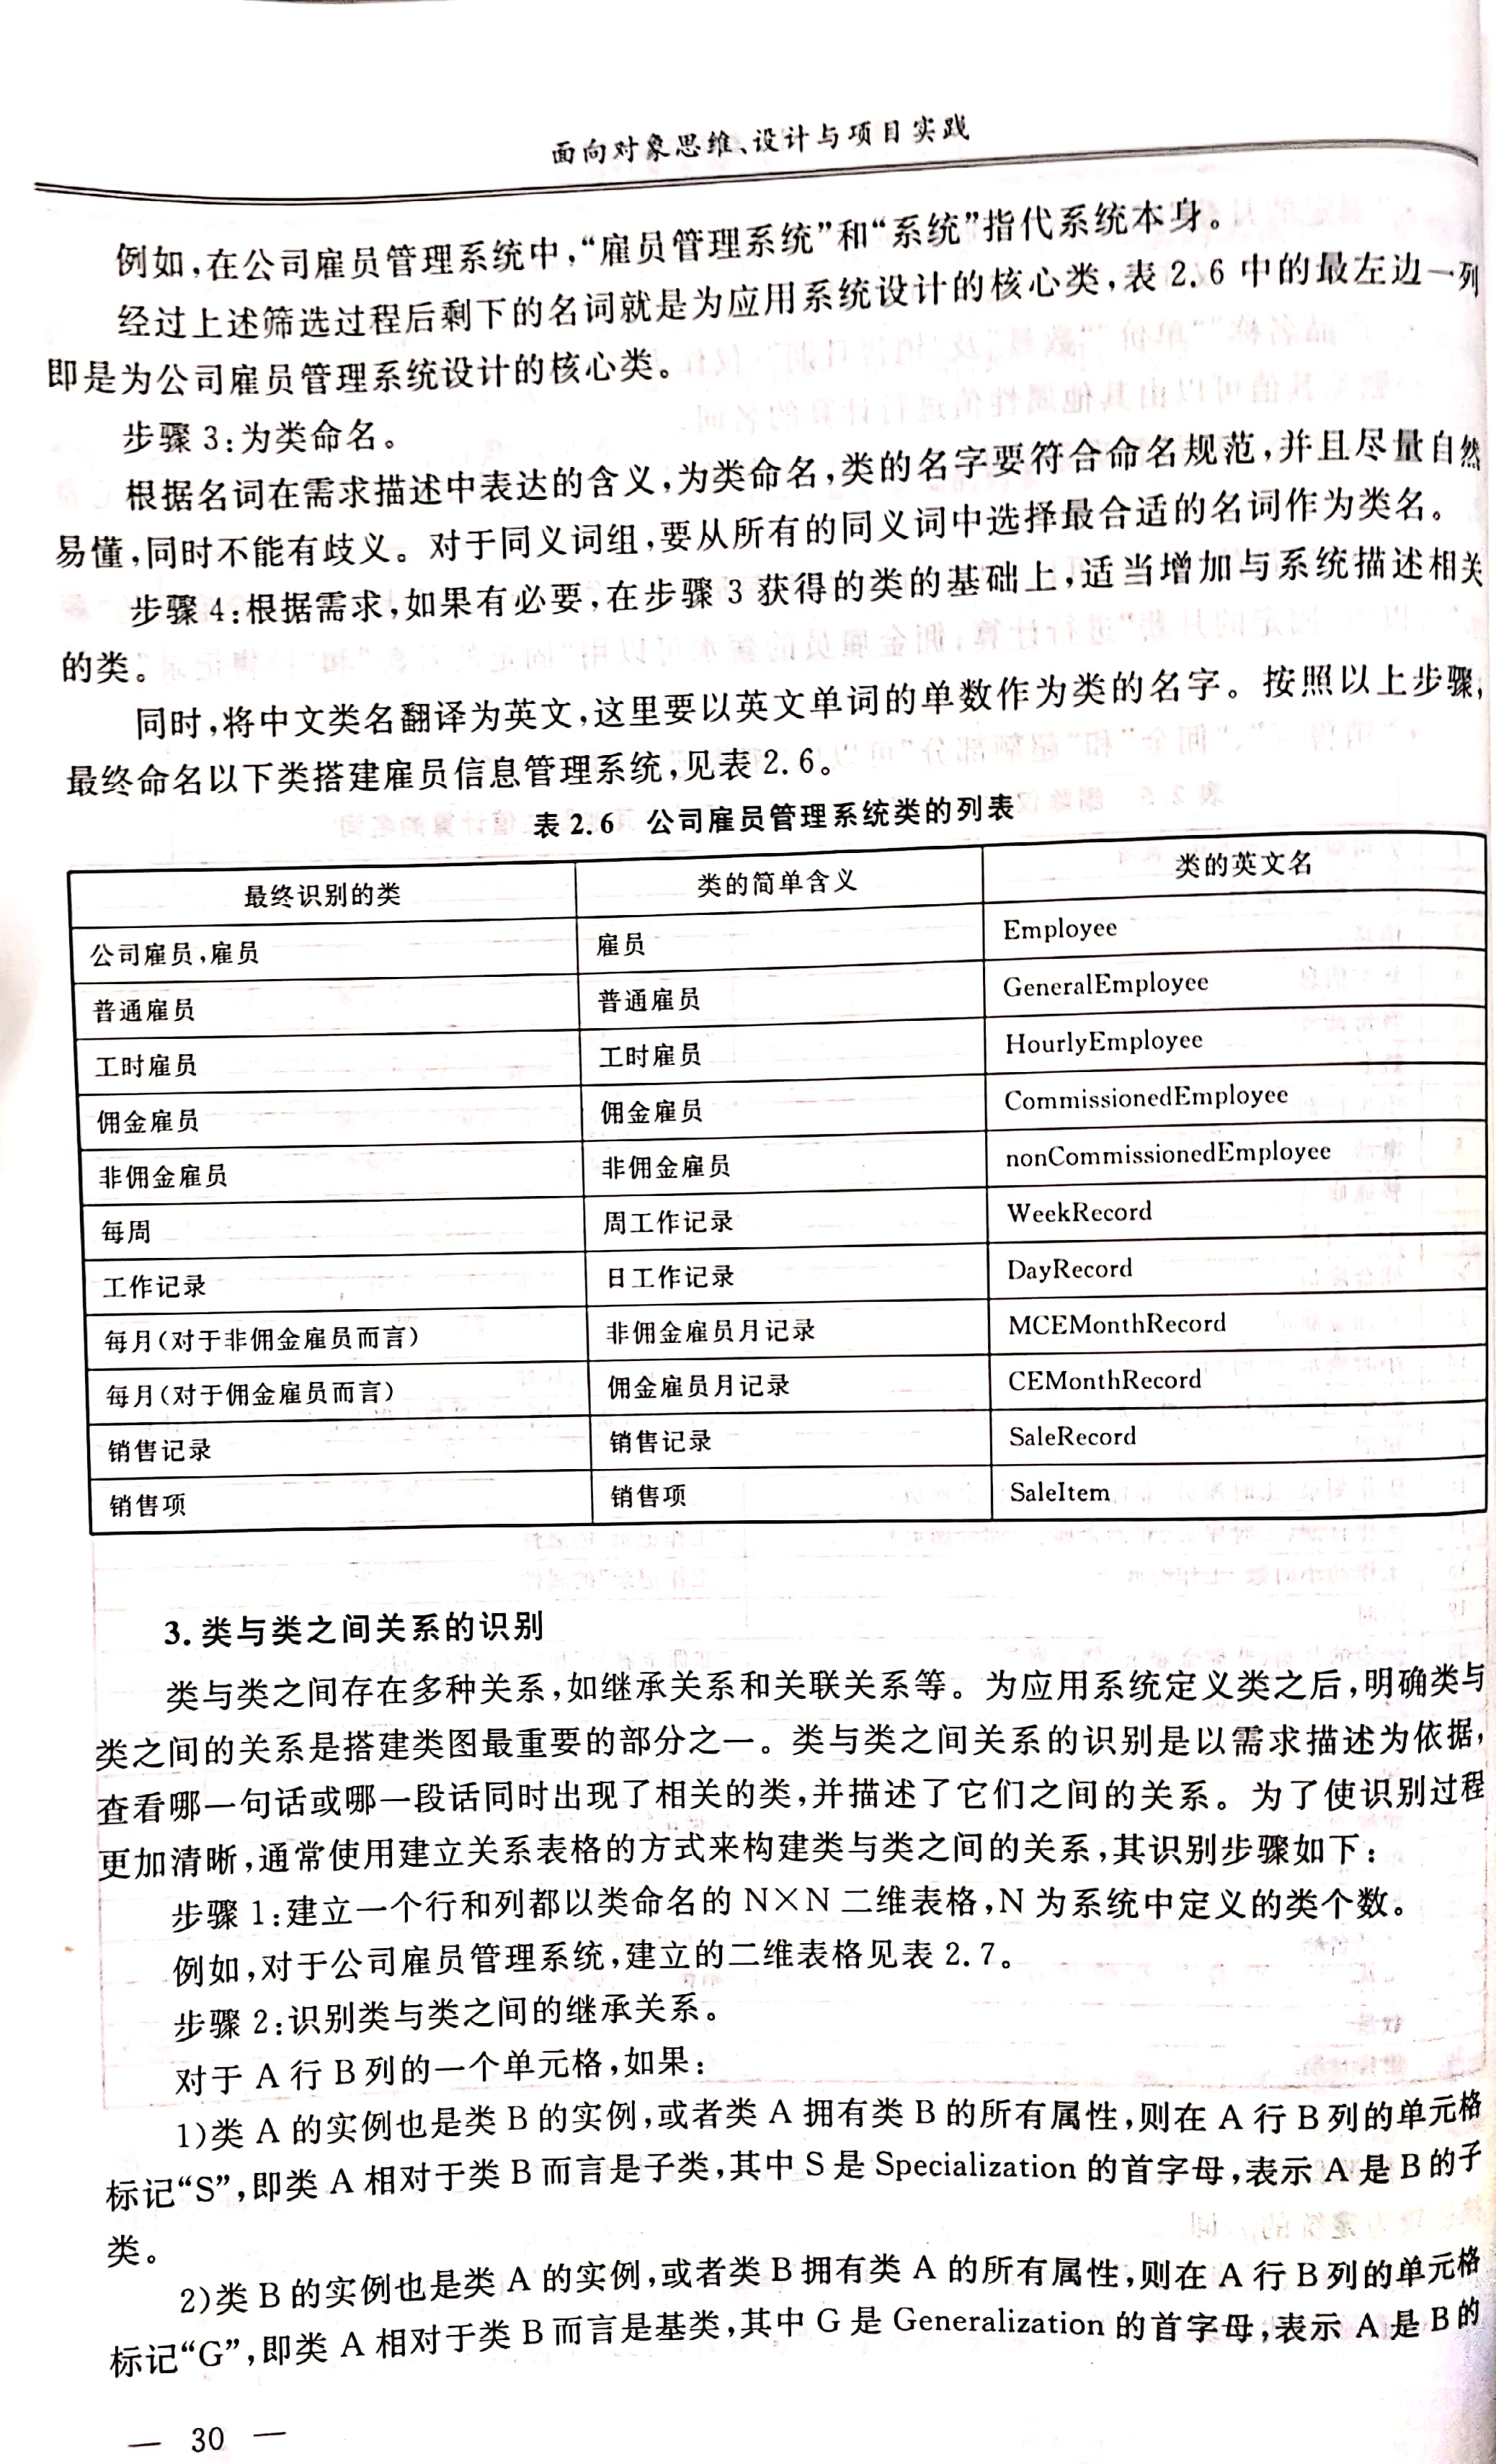 面向对象思维、设计与项目实践
例如,在公司雇员管理系统中,“雇员管理系统”和“系统”指代系统本身。
经过上述筛选过程后剩下的名词就是为应用系统设计的核心类,表 2.6 中的最左边一列
即是为公司雇员管理系统设计的核心类。
步骤 3:为类命名。
根据名词在需求描述中表达的含义,为类命名,类的名字要符合命名规范,并且尽量自然
易懂,同时不能有歧义。对于同义词组,要从所有的同义词中选择最合适的名词作为类名。
步骤 4:根据需求,如果有必要,在步骤 3 获得的类的基础上,适当增加与系统描述相关
的类。
同时,将中文类名翻译为英文,这里要以英文单词的单数作为类的名字。按照以上步骤,
最终命名以下类搭建雇员信息管理系统,见表 2.6。
表 2.6 公司雇员管理系统类的列表
最终识别的类 类的简单含义 类的英文名
公司雇员,雇员 雇员 Employee
普通雇员 普通雇员 GeneralEmployee
工时雇员 工时雇员 HourlyEmployee
佣金雇员 佣金雇员 CommissionedEmployee
非佣金雇员 非佣金雇员 nonCommissionedEmployee
每周 周工作记录 WeekRecord
工作记录 日工作记录 DayRecord
每月(对于非佣金雇员而言) 非佣金雇员月记录 MCEMonthRecord
每月(对于佣金雇员而言) 佣金雇员月记录 CEMonthRecord
销售记录 销售记录 SaleRecord
销售项 销售项 SaleItem
3. 类与类之间关系的识别
类与类之间存在多种关系,如继承关系和关联关系等。为应用系统定义类之后,明确类与
类之间的关系是搭建类图最重要的部分之一。类与类之间关系的识别是以需求描述为依据,
查看哪一句话或哪一段话同时出现了相关的类,并描述了它们之间的关系。为了使识别过程
更加清晰,通常使用建立关系表格的方式来构建类与类之间的关系,其识别步骤如下:
步骤 1:建立一个行和列都以类命名的 N×N 二维表格,N 为系统中定义的类个数。
例如,对于公司雇员管理系统,建立的二维表格见表 2.7。
步骤 2:识别类与类之间的继承关系。
对于 A 行 B 列的一个单元格,如果:
1)类 A 的实例也是类 B 的实例,或者类 A 拥有类 B 的所有属性,则在 A 行 B 列的单元格
标记“S”,即类 A 相对于类 B 而言是子类,其中 S 是 Specialization 的首字母,表示 A 是 B 的子
类。
2)类 B 的实例也是类 A 的实例,或者类 B 拥有类 A 的所有属性,则在 A 行 B 列的单元格
标记“G”,即类 A 相对于类 B 而言是基类,其中 G 是 Generalization 的首字母,表示 A 是 B 的
— 30 —